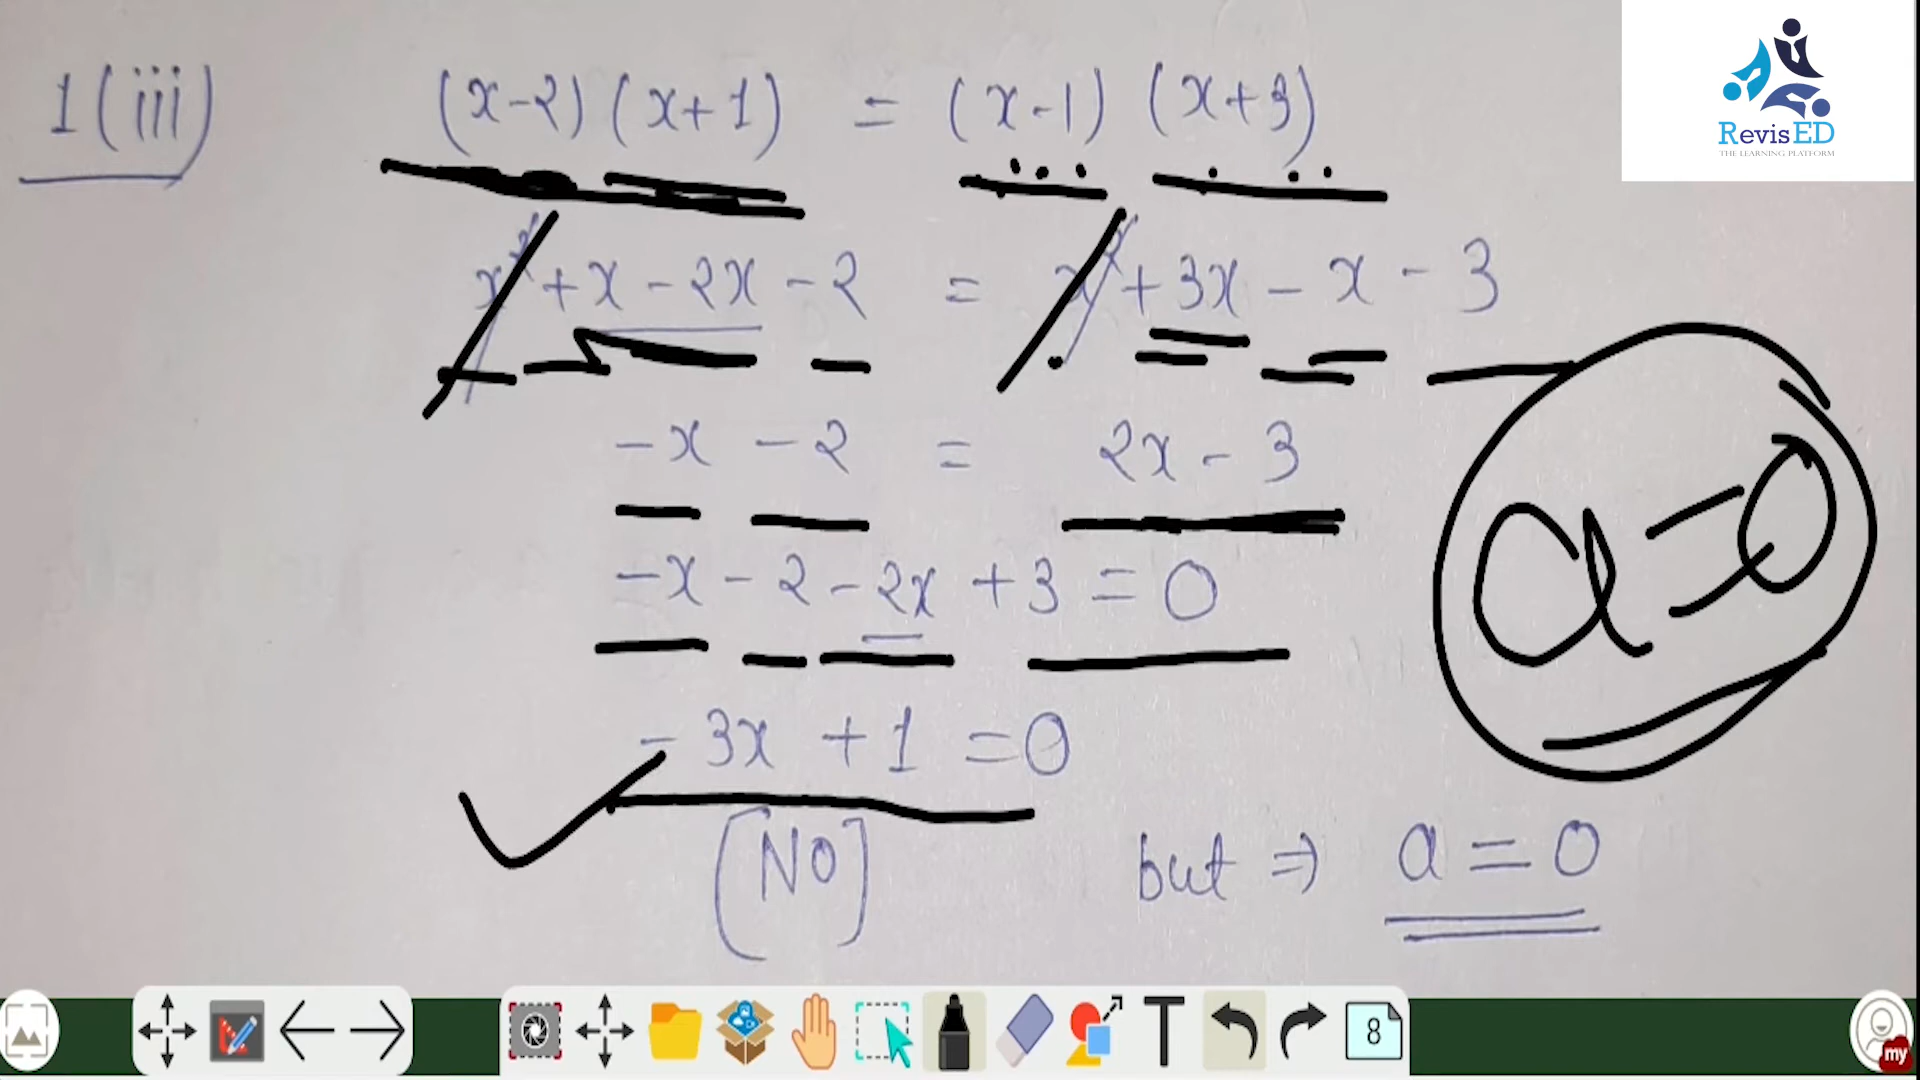 1(iii) (x-2)(x+1) = (x-1) (x+3)
x² + x - 2x - 2 = x² + 3x - x - 3
-x - 2 = 2x - 3
-x - 2 - 2x + 3 = 0
-3x + 1 = 0
[NO] but ⇒ a = 0
a = 0
RevisED
THE LEARNING PLATFORM
T
8
my